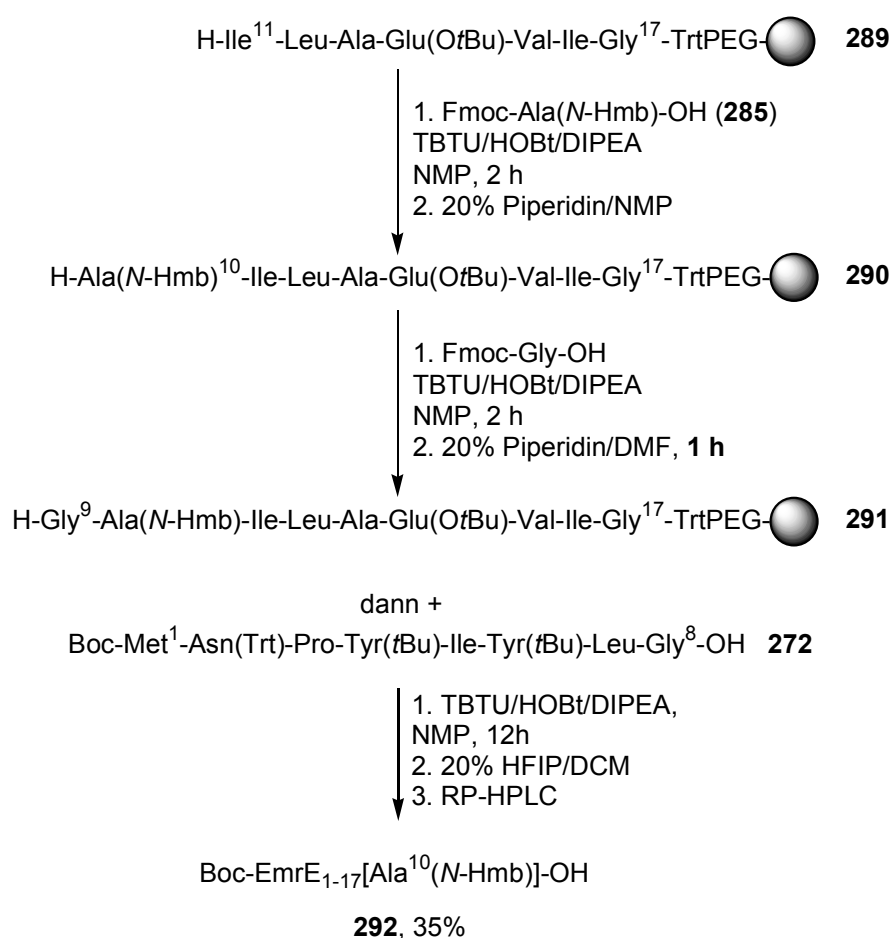 H-Ile¹¹-Leu-Ala-Glu(OtBu)-Val-Ile-Gly¹⁷-TrtPEG- 289
1. Fmoc-Ala(N-Hmb)-OH (285)
TBTU/HOBt/DIPEA
NMP, 2 h
2. 20% Piperidin/NMP
H-Ala(N-Hmb)¹⁰-Ile-Leu-Ala-Glu(OtBu)-Val-Ile-Gly¹⁷-TrtPEG- 290
1. Fmoc-Gly-OH
TBTU/HOBt/DIPEA
NMP, 2 h
2. 20% Piperidin/DMF, 1 h
H-Gly⁹-Ala(N-Hmb)-Ile-Leu-Ala-Glu(OtBu)-Val-Ile-Gly¹⁷-TrtPEG- 291
dann +
Boc-Met¹-Asn(Trt)-Pro-Tyr(tBu)-Ile-Tyr(tBu)-Leu-Gly⁸-OH 272
1. TBTU/HOBt/DIPEA,
NMP, 12h
2. 20% HFIP/DCM
3. RP-HPLC
Boc-EmrE₁₋₁₇[Ala¹⁰(N-Hmb)]-OH
292, 35%